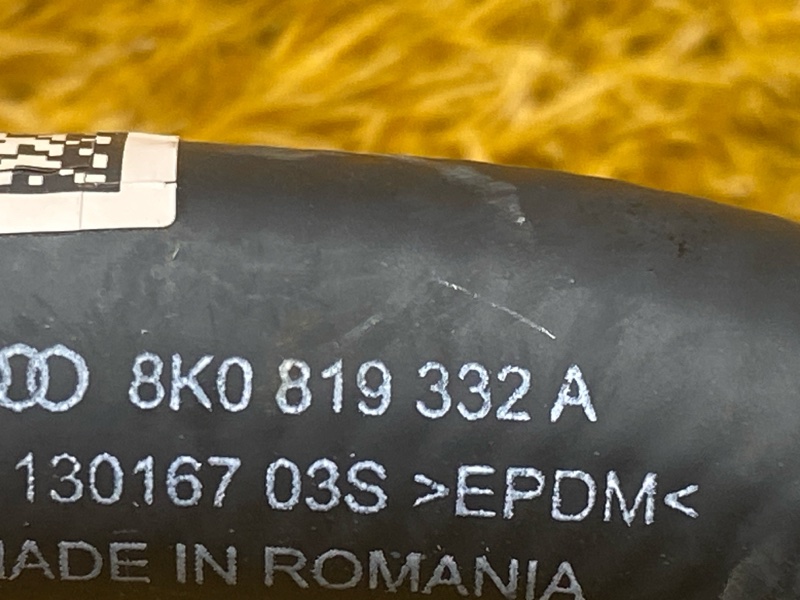 8K0 819 332 A
130167 03S >EPDM<
MADE IN ROMANIA